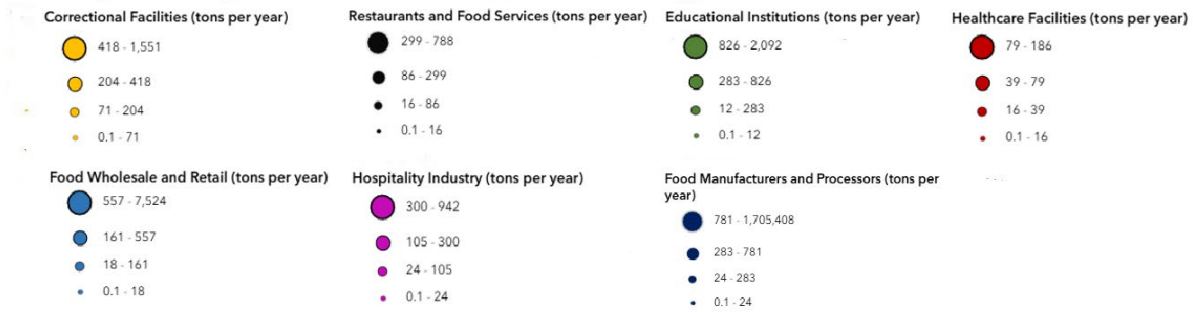 Correctional Facilities (tons per year)
418 - 1,551
204 - 418
71 - 204
0.1 - 71
Restaurants and Food Services (tons per year)
299 - 788
86 - 299
16 - 86
0.1 - 16
Educational Institutions (tons per year)
826 - 2,092
283 - 826
12 - 283
0.1 - 12
Healthcare Facilities (tons per year)
79 - 186
39 - 79
16 - 39
0.1 - 16
Food Wholesale and Retail (tons per year)
557 - 7,524
161 - 557
18 - 161
0.1 - 18
Hospitality Industry (tons per year)
300 - 942
105 - 300
24 - 105
0.1 - 24
Food Manufacturers and Processors (tons per
year)
781 - 1,705,408
283 - 781
24 - 283
0.1 - 24